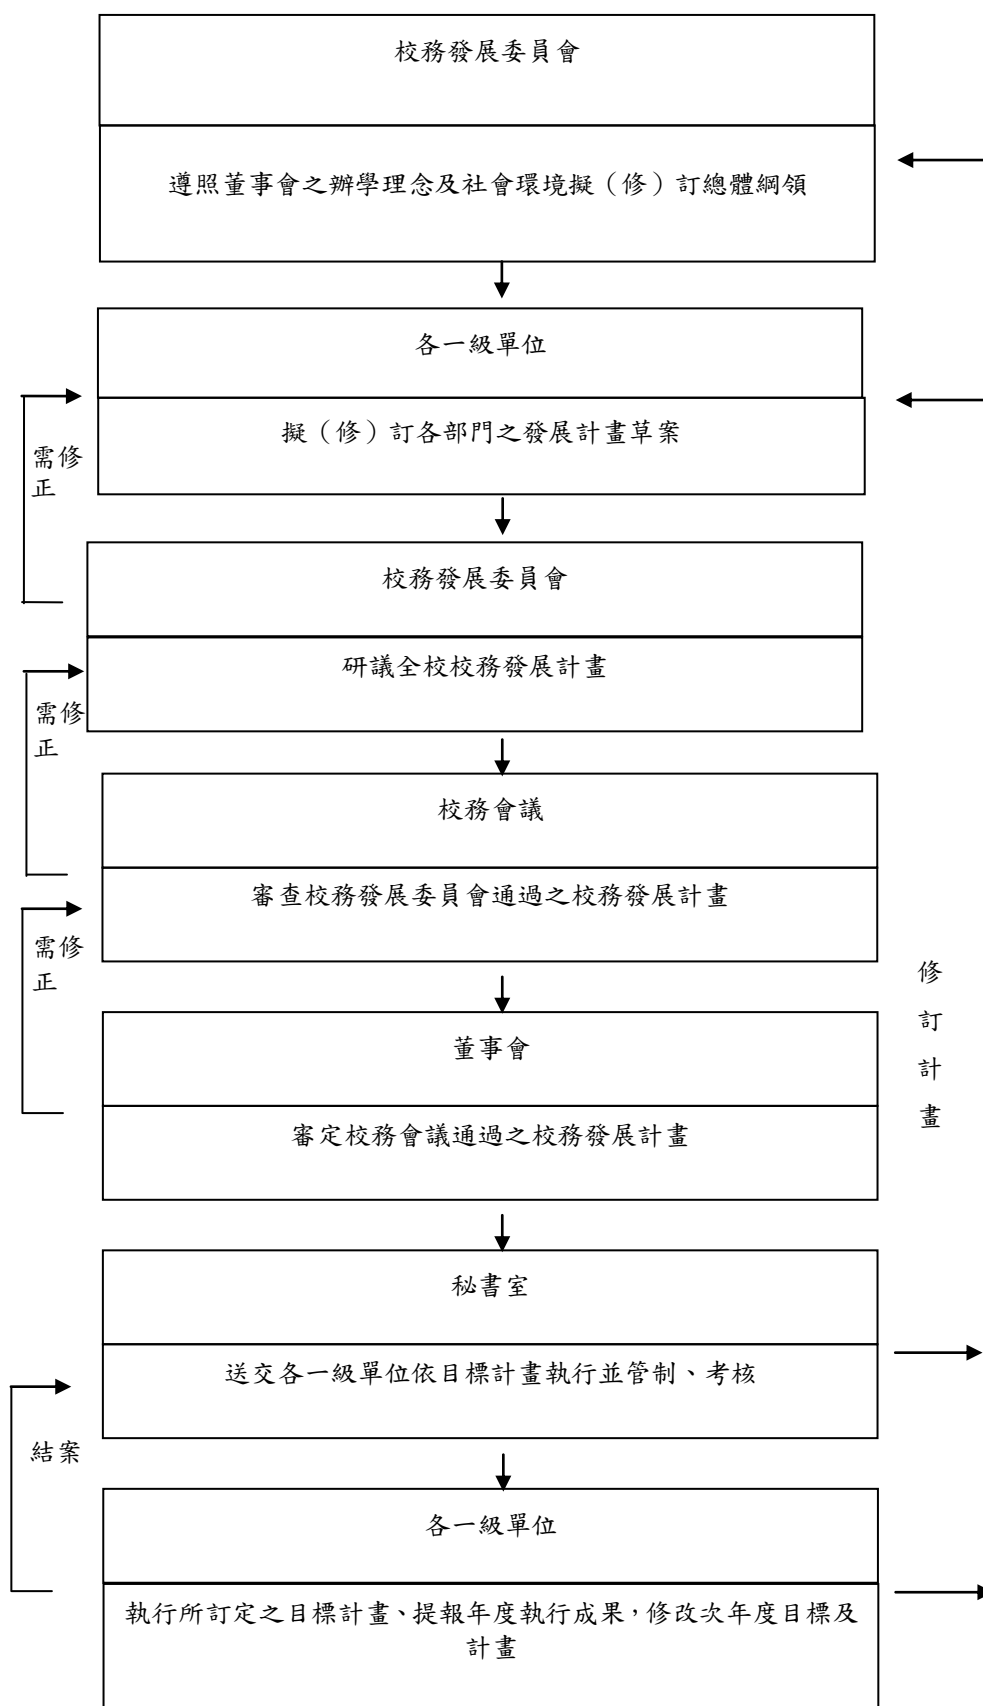 校務發展委員會
遵照董事會之辦學理念及社會環境擬（修）訂總體綱領
各一級單位
擬（修）訂各部門之發展計畫草案
需修
正
校務發展委員會
研議全校校務發展計畫
需修
正
校務會議
審查校務發展委員會通過之校務發展計畫
需修
正
董事會
審定校務會議通過之校務發展計畫
修
訂
計
畫
秘書室
送交各一級單位依目標計畫執行並管制、考核
結案
各一級單位
執行所訂定之目標計畫、提報年度執行成果，修改次年度目標及
計畫